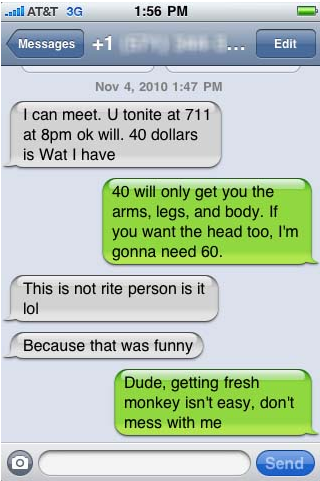 AT&T 3G 1:56 PM
Messages +1 ... Edit
Nov 4, 2010 1:47 PM
I can meet. U tonite at 711
at 8pm ok will. 40 dollars
is Wat I have
40 will only get you the
arms, legs, and body. If
you want the head too, I'm
gonna need 60.
This is not rite person is it
lol
Because that was funny
Dude, getting fresh
monkey isn't easy, don't
mess with me
Send